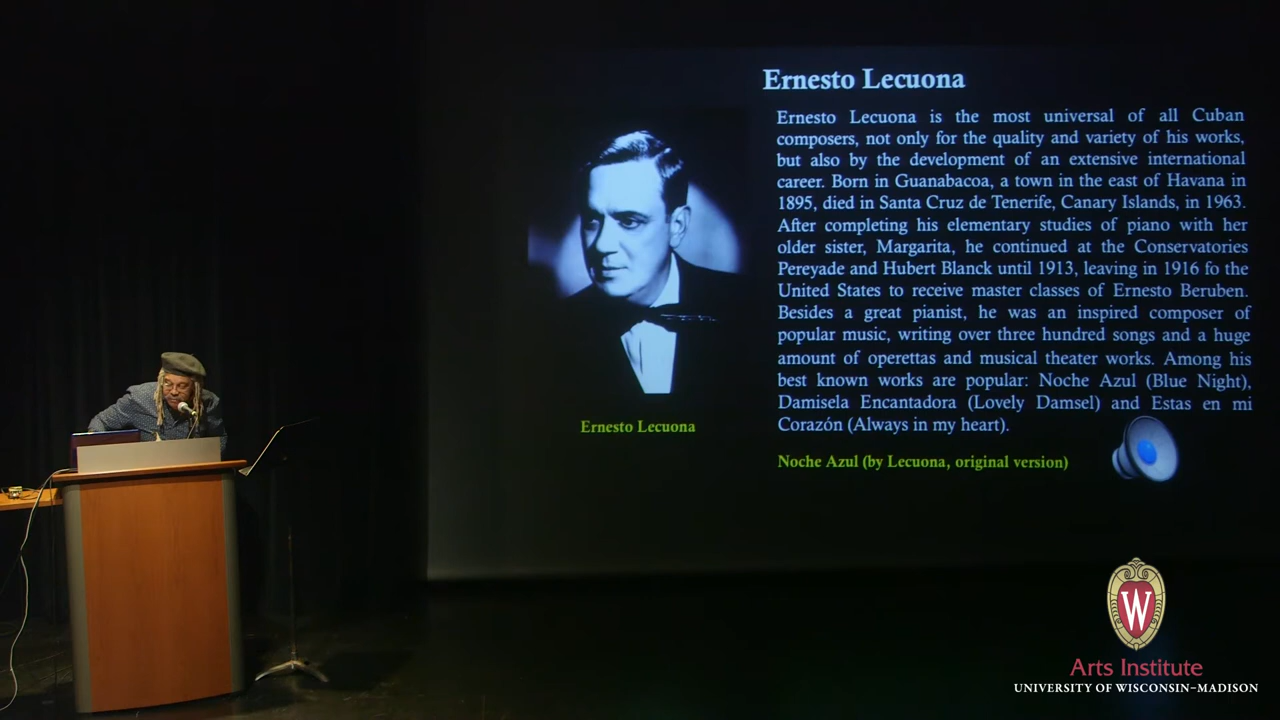 Ernesto Lecuona
Ernesto Lecuona is the most universal of all Cuban
composers, not only for the quality and variety of his works,
but also by the development of an extensive international
career. Born in Guanabacoa, a town in the east of Havana in
1895, died in Santa Cruz de Tenerife, Canary Islands, in 1963.
After completing his elementary studies of piano with her
older sister, Margarita, he continued at the Conservatories
Pereyade and Hubert Blanck until 1913, leaving in 1916 fo the
United States to receive master classes of Ernesto Beruben.
Besides a great pianist, he was an inspired composer of
popular music, writing over three hundred songs and a huge
amount of operettas and musical theater works. Among his
best known works are popular: Noche Azul (Blue Night),
Damisela Encantadora (Lovely Damsel) and Estas en mi
Corazón (Always in my heart).
Ernesto Lecuona
Noche Azul (by Lecuona, original version)
W
Arts Institute
UNIVERSITY OF WISCONSIN–MADISON